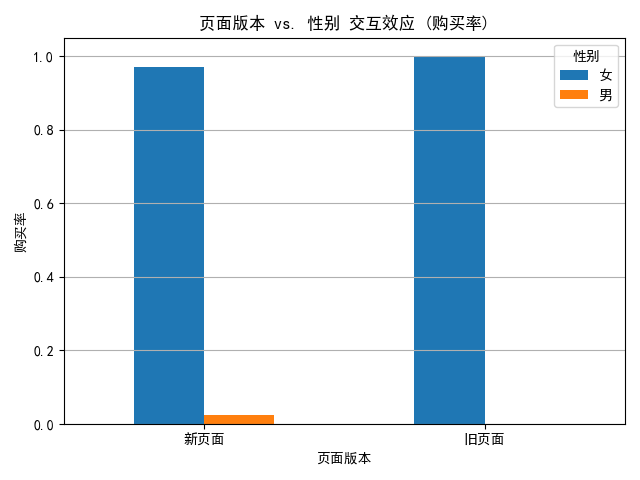 页面版本 vs. 性别 交互效应 (购买率)
性别
女
男
1.0
0.8
0.6
0.4
0.2
0.0
购买率
新页面 旧页面
页面版本